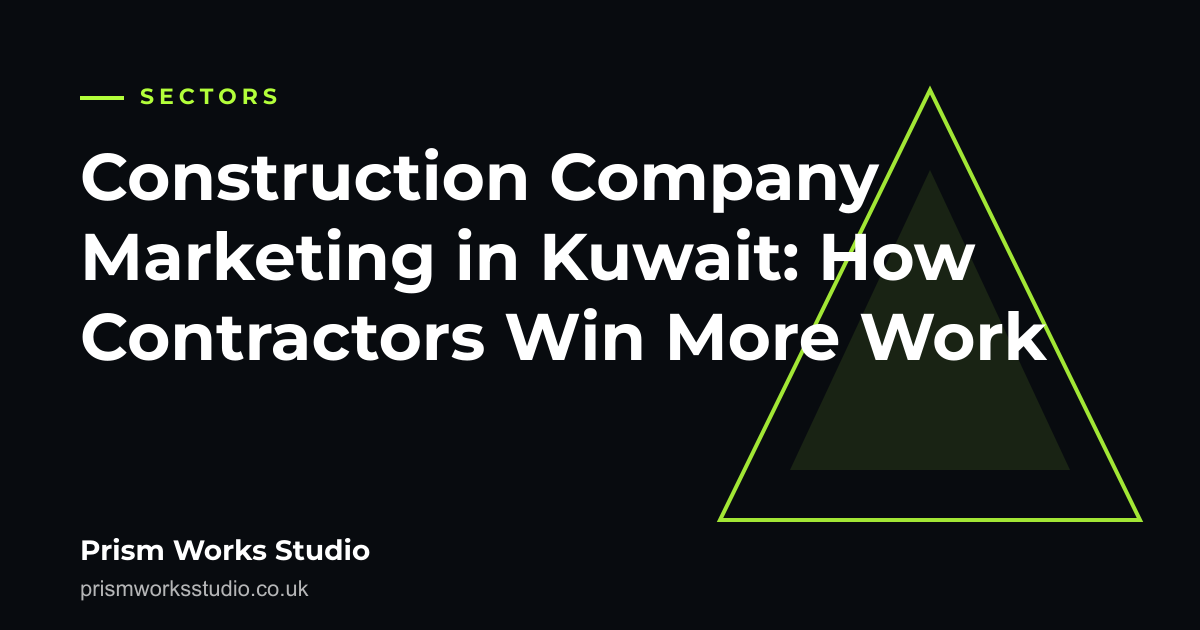 SECTORS
Construction Company
Marketing in Kuwait: How
Contractors Win More Work
Prism Works Studio
prismworksstudio.co.uk